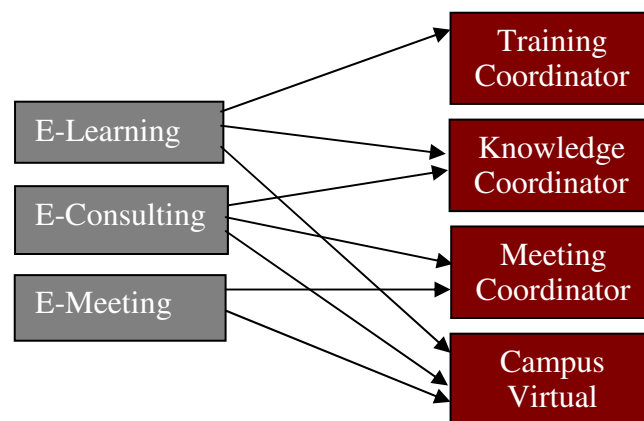 E-Learning
E-Consulting
E-Meeting
Training
Coordinator
Knowledge
Coordinator
Meeting
Coordinator
Campus
Virtual